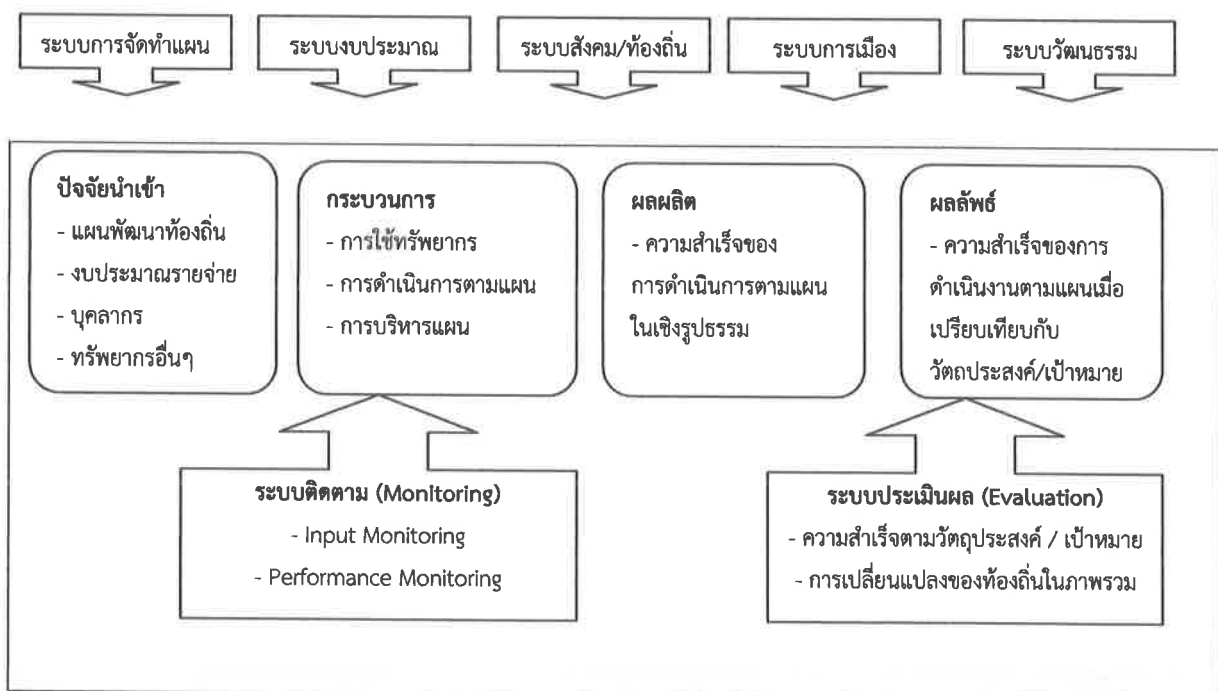 ระบบการจัดทำแผน
ระบบงบประมาณ
ระบบสังคม/ท้องถิ่น
ระบบการเมือง
ระบบวัฒนธรรม
ปัจจัยนำเข้า
- แผนพัฒนาท้องถิ่น
- งบประมาณรายจ่าย
- บุคลากร
- ทรัพยากรอื่นๆ
กระบวนการ
- การใช้ทรัพยากร
- การดำเนินการตามแผน
- การบริหารแผน
ผลผลิต
- ความสำเร็จของ
การดำเนินการตามแผน
ในเชิงรูปธรรม
ผลลัพธ์
- ความสำเร็จของการ
ดำเนินงานตามแผนเมื่อ
เปรียบเทียบกับ
วัตถประสงค์/เป้าหมาย
ระบบติดตาม (Monitoring)
- Input Monitoring
- Performance Monitoring
ระบบประเมินผล (Evaluation)
- ความสำเร็จตามวัตถุประสงค์ / เป้าหมาย
- การเปลี่ยนแปลงของท้องถิ่นในภาพรวม